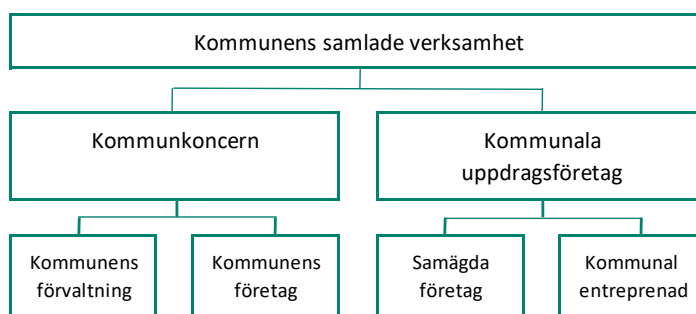 Kommunens samlade verksamhet
Kommunkoncern
Kommunala
uppdragsföretag
Kommunens
förvaltning
Kommunens
företag
Samägda
företag
Kommunal
entreprenad